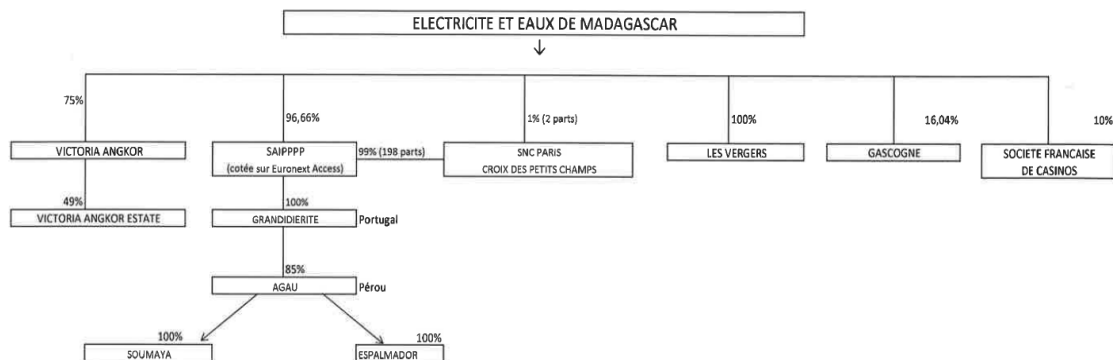 ELECTRICITE ET EAUX DE MADAGASCAR
75%
96,66%
1% (2 parts)
100%
16,04%
10%
VICTORIA ANGKOR
SAIPPPP
(cotée sur Euronext Access)
99% (198 parts)
SNC PARIS
CROIX DES PETITS CHAMPS
LES VERGERS
GASCOGNE
SOCIETE FRANCAISE
DE CASINOS
49%
100%
VICTORIA ANGKOR ESTATE
GRANDIDIERITE
Portugal
85%
AGAU
Pérou
100%
100%
SOUMAYA
ESPALMADOR